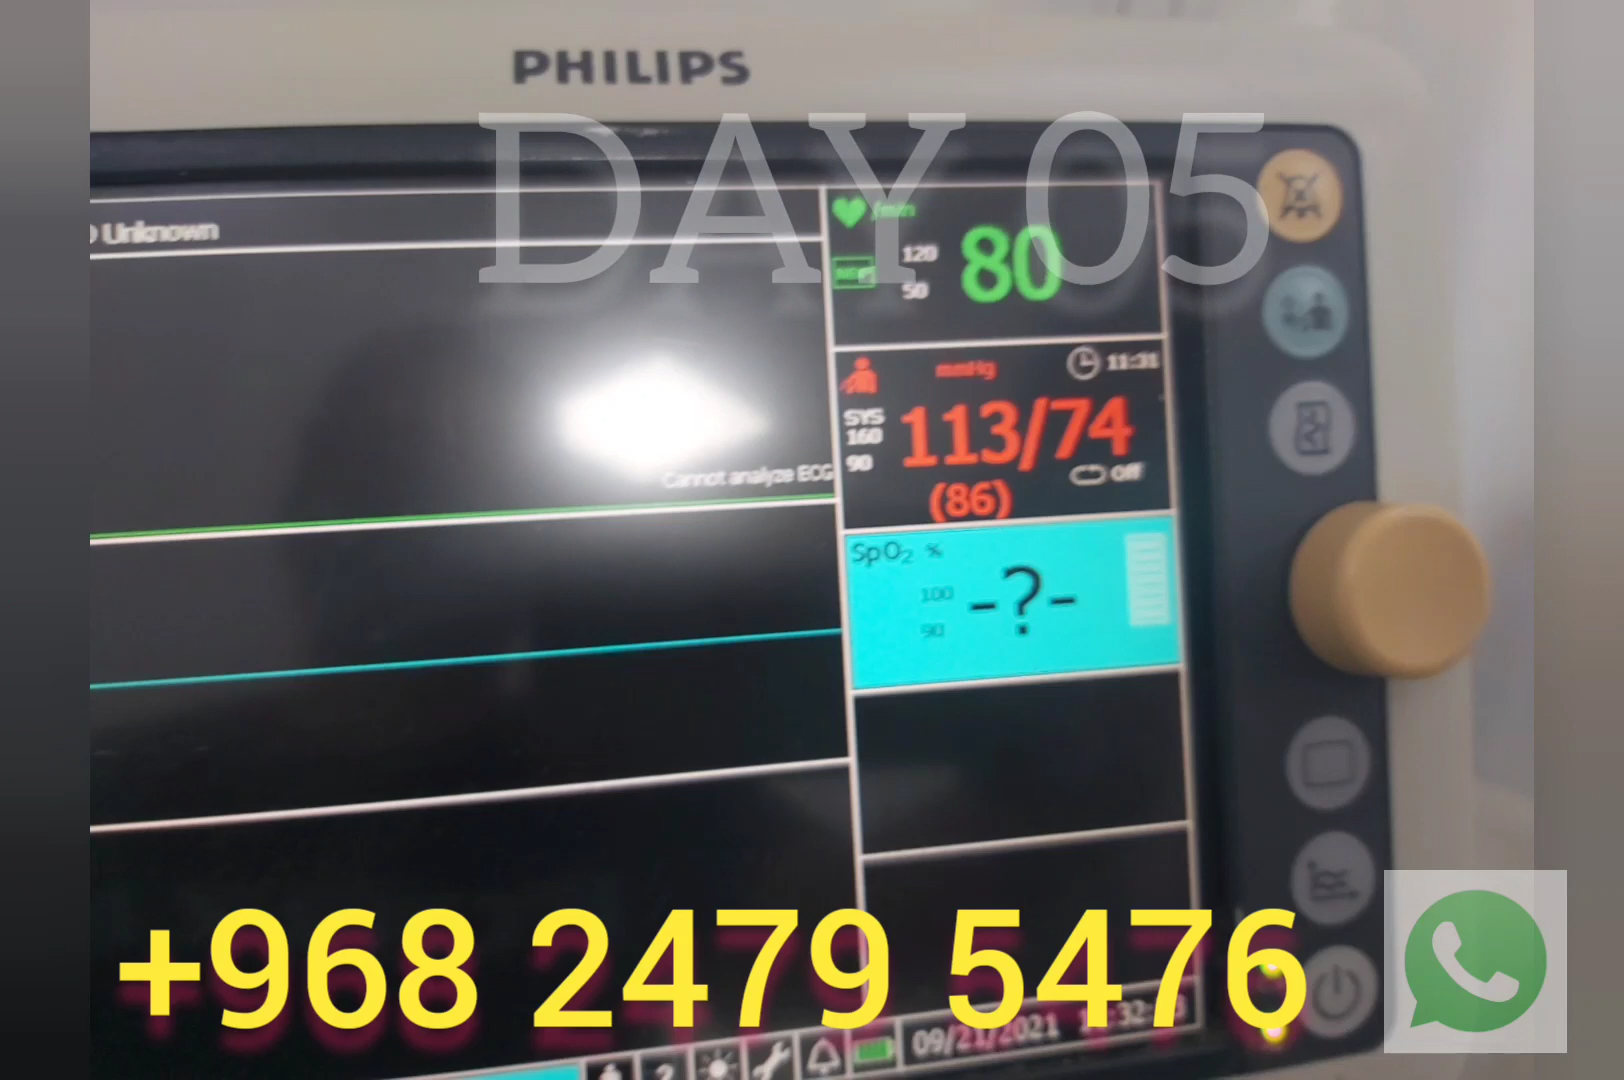 PHILIPS
DAY 05
Unknown
/min
120
80
50
mmHg
11:31
SYS
160
90
113/74
Off
(86)
Cannot analyze ECG
SpO₂ %
100
90
-?-
+968 2479 5476
09/21/2021